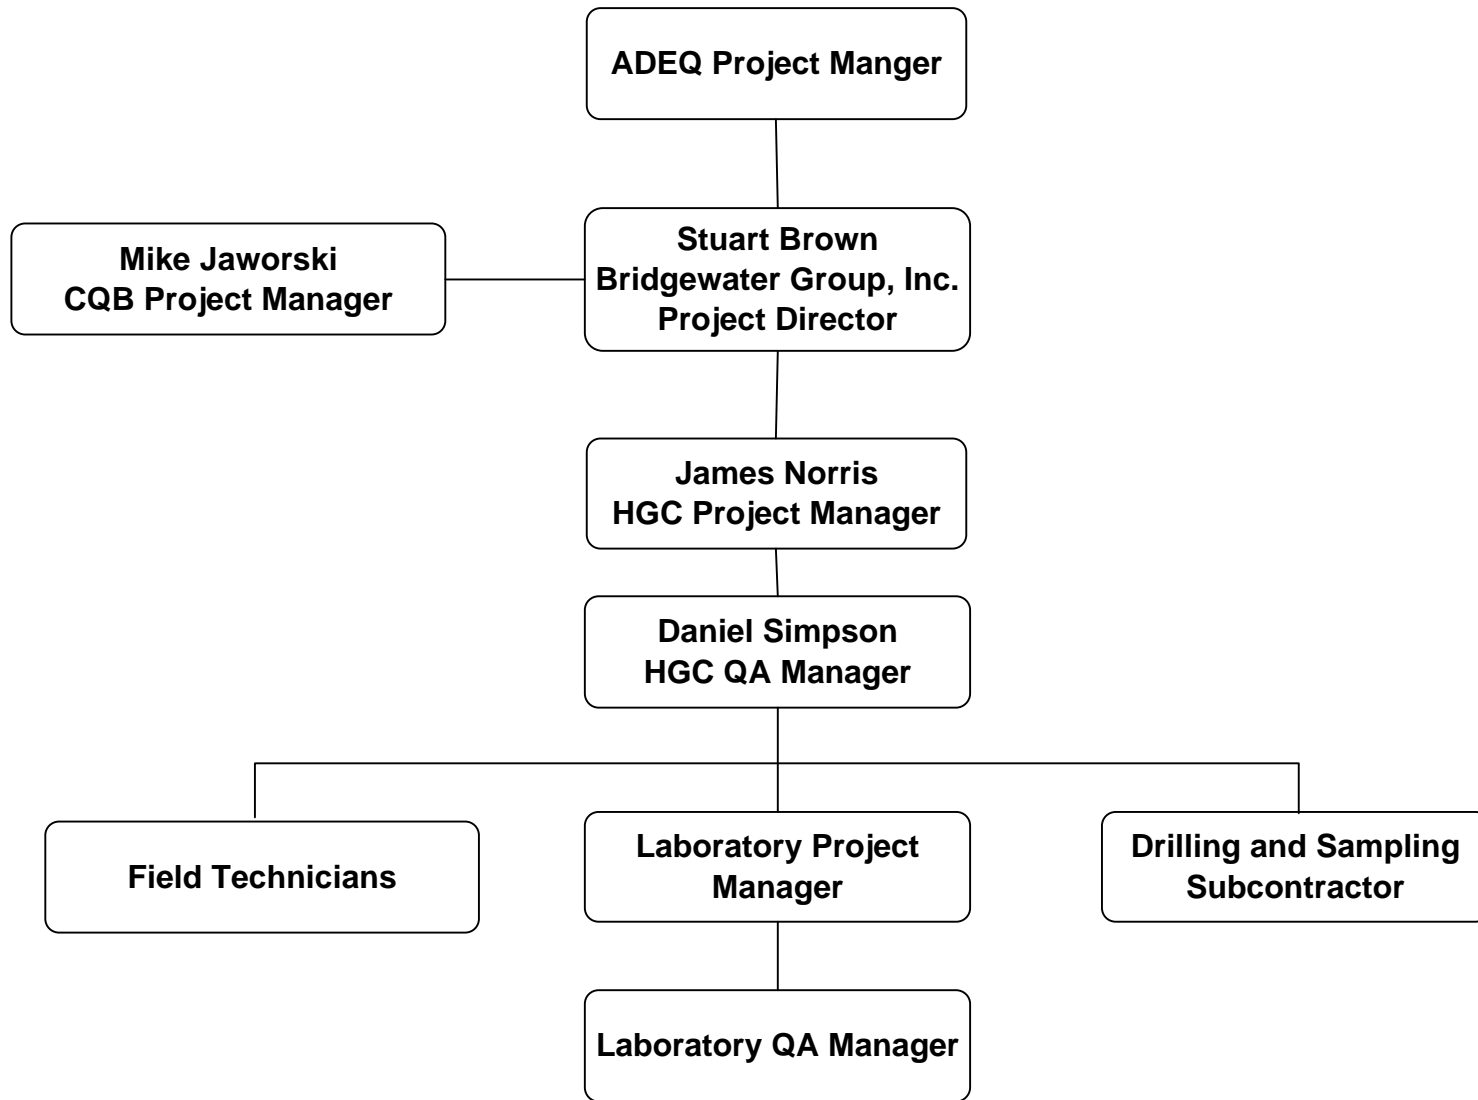 ADEQ Project Manger
Mike Jaworski
CQB Project Manager
Stuart Brown
Bridgewater Group, Inc.
Project Director
James Norris
HGC Project Manager
Daniel Simpson
HGC QA Manager
Field Technicians
Laboratory Project
Manager
Drilling and Sampling
Subcontractor
Laboratory QA Manager